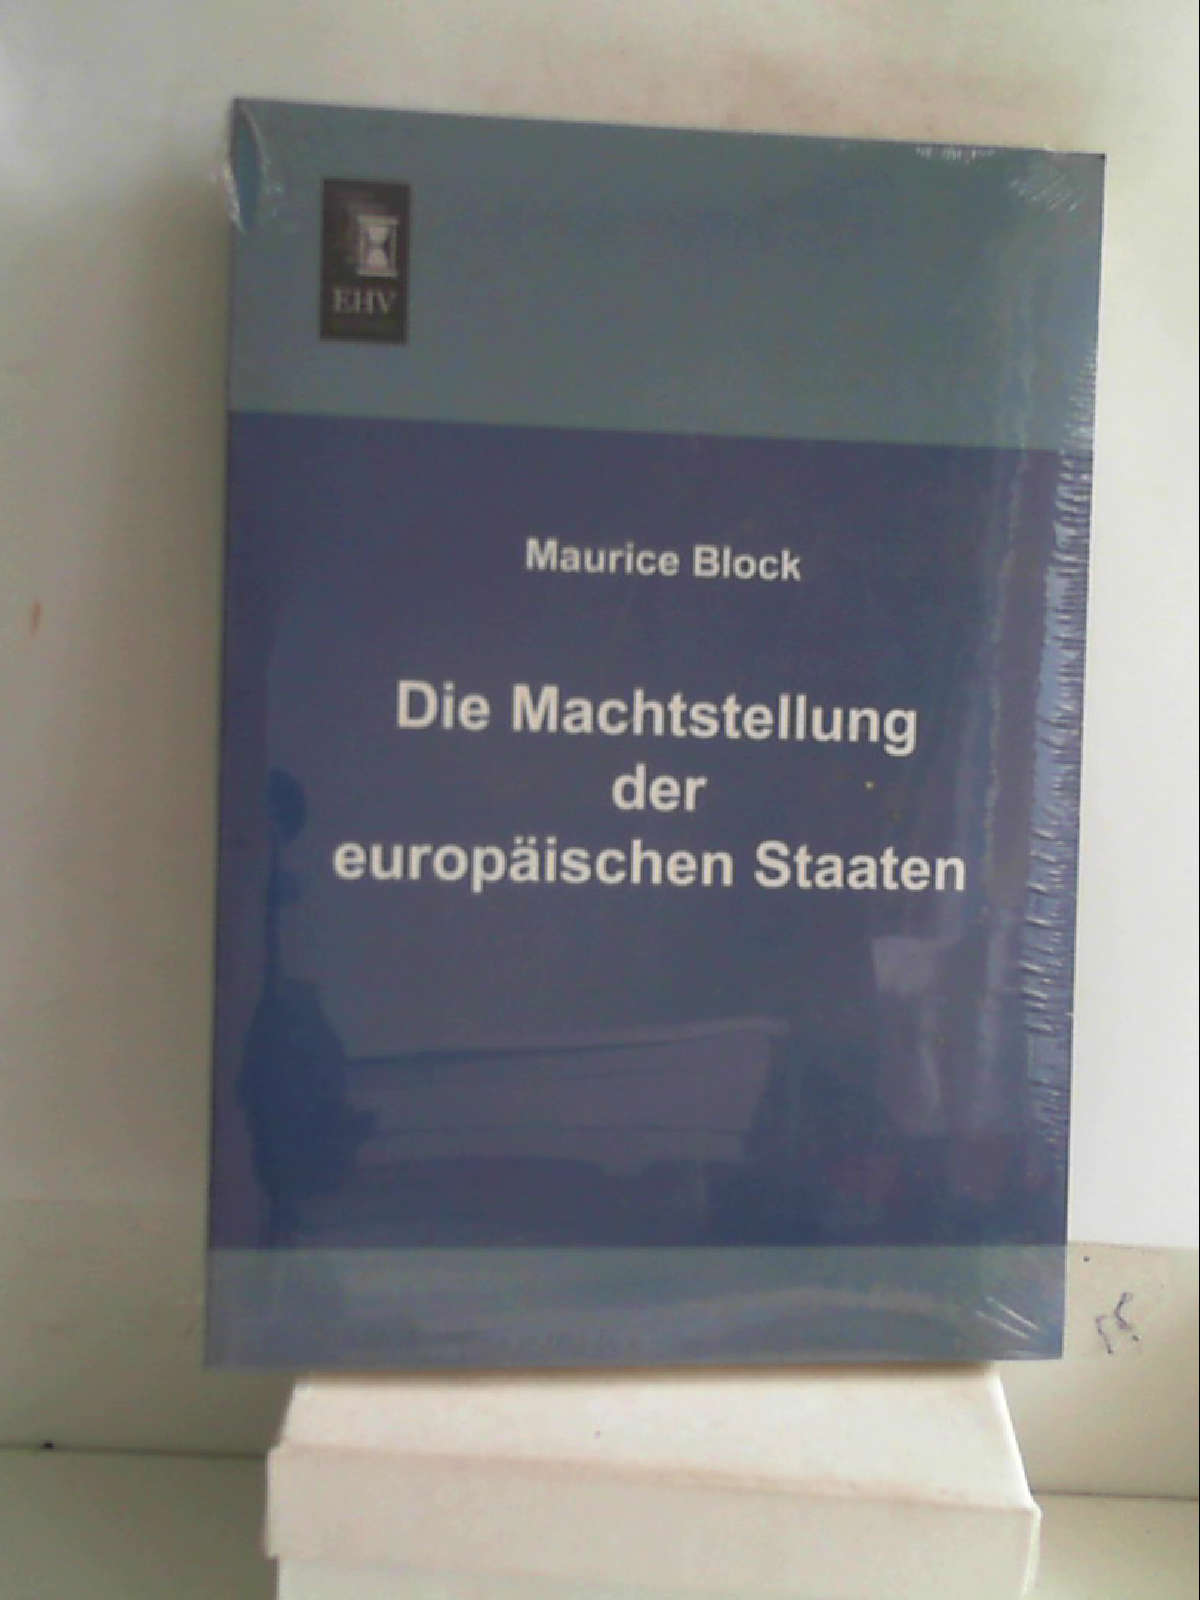 EHV
Maurice Block
Die Machtstellung
der
europäischen Staaten